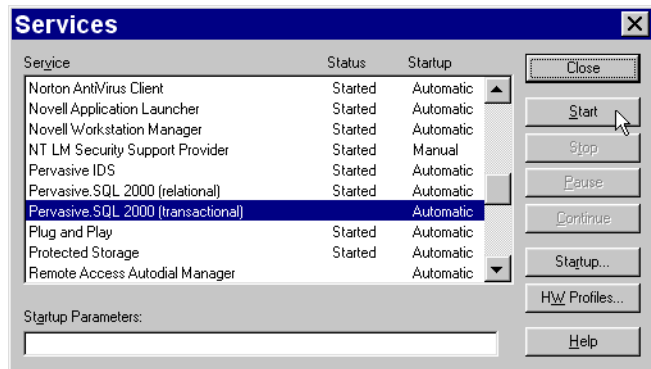 Services
Service Status Startup
Norton AntiVirus Client Started Automatic
Novell Application Launcher Started Automatic
Novell Workstation Manager Started Automatic
NT LM Security Support Provider Started Manual
Pervasive IDS Started Automatic
Pervasive.SQL 2000 (relational) Started Automatic
Pervasive.SQL 2000 (transactional) Automatic
Plug and Play Started Automatic
Protected Storage Started Automatic
Remote Access Autodial Manager Automatic
Startup Parameters:
Close
Start
Stop
Pause
Continue
Startup...
HW Profiles...
Help